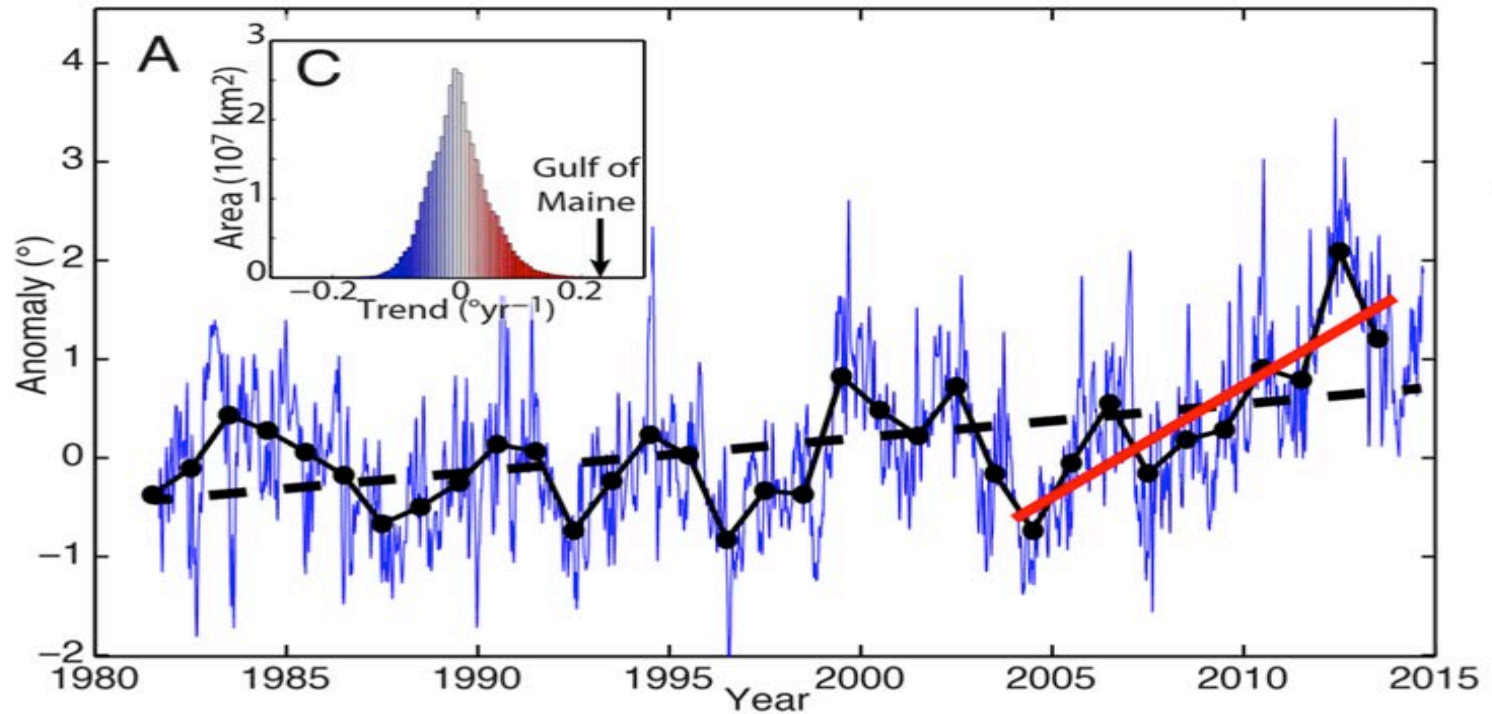 A
C
Anomaly (°)
4
3
2
1
0
−1
−2
1980 1985 1990 1995 2000 2005 2010 2015
Year
Area (10⁷ km²)
3
2
1
0
Gulf of
Maine
−0.2 0 0.2
Trend (°yr⁻¹)